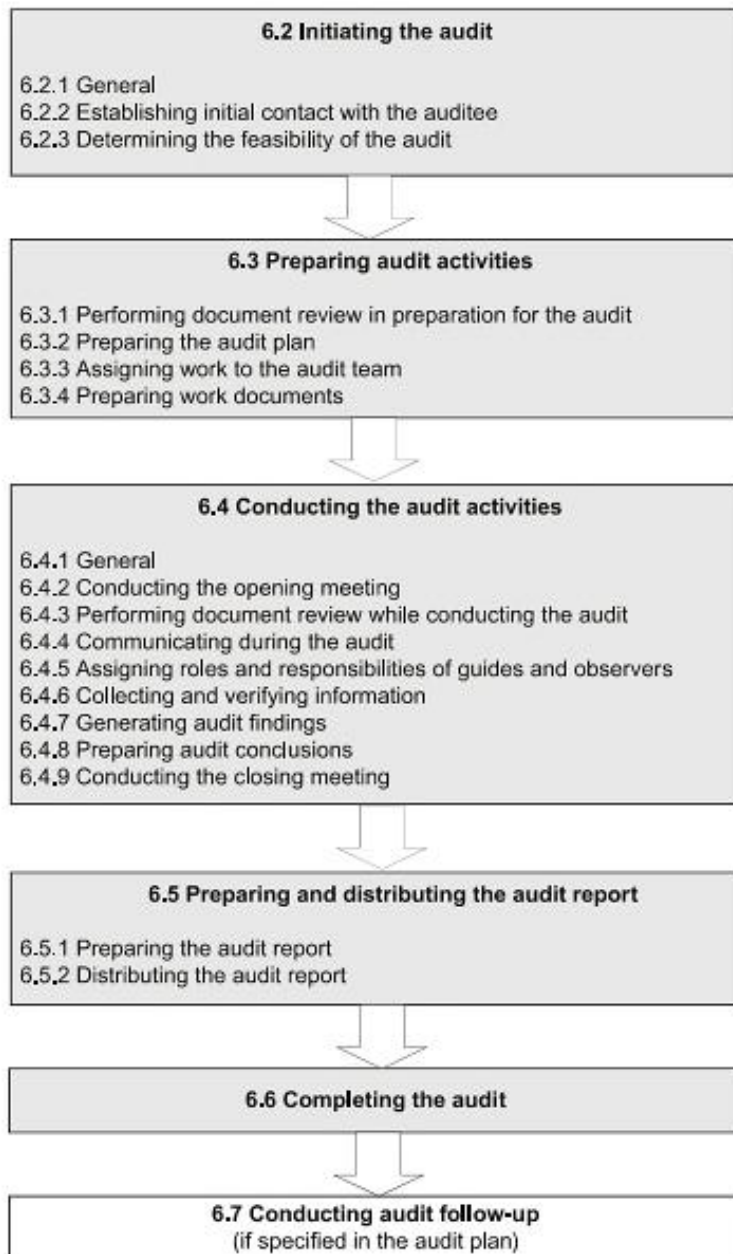 6.2 Initiating the audit
6.2.1 General
6.2.2 Establishing initial contact with the auditee
6.2.3 Determining the feasibility of the audit
6.3 Preparing audit activities
6.3.1 Performing document review in preparation for the audit
6.3.2 Preparing the audit plan
6.3.3 Assigning work to the audit team
6.3.4 Preparing work documents
6.4 Conducting the audit activities
6.4.1 General
6.4.2 Conducting the opening meeting
6.4.3 Performing document review while conducting the audit
6.4.4 Communicating during the audit
6.4.5 Assigning roles and responsibilities of guides and observers
6.4.6 Collecting and verifying information
6.4.7 Generating audit findings
6.4.8 Preparing audit conclusions
6.4.9 Conducting the closing meeting
6.5 Preparing and distributing the audit report
6.5.1 Preparing the audit report
6.5.2 Distributing the audit report
6.6 Completing the audit
6.7 Conducting audit follow-up
(if specified in the audit plan)